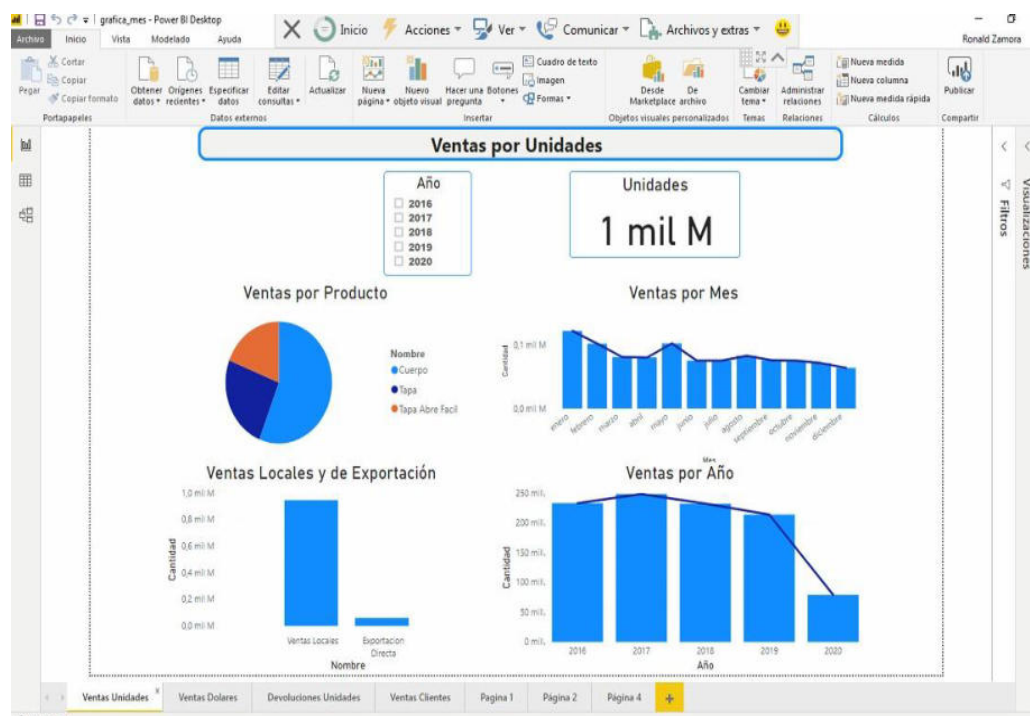 grafica_mes - Power BI Desktop
Inicio Acciones Ver Comunicar Archivos y extras
Ronald Zamora
Archivo Inicio Vista Modelado Ayuda
Pegar
Cortar
Copiar
Copiar formato
Portapapeles
Obtener datos
Orígenes recientes
Especificar datos
Editar consultas
Actualizar
Datos externos
Nueva página
Nuevo objeto visual
Hacer una pregunta
Botones
Cuadro de texto
Imagen
Formas
Insertar
Desde Marketplace
De archivo
Objetos visuales personalizados
Cambiar tema
Temas
Administrar relaciones
Relaciones
Nueva medida
Nueva columna
Nueva medida rápida
Cálculos
Publicar
Compartir
Ventas por Unidades
Año
2016
2017
2018
2019
2020
Unidades
1 mil M
Ventas por Producto
Nombre
Cuerpo
Tapa
Tapa Abre Facil
Ventas por Mes
Cantidad
0,1 mil M
0,0 mil M
enero febrero marzo abril mayo junio julio agosto septiembre octubre noviembre diciembre
Mes
Ventas Locales y de Exportación
Cantidad
1,0 mil M
0,8 mil M
0,6 mil M
0,4 mil M
0,2 mil M
0,0 mil M
Ventas Locales
Exportacion Directa
Nombre
Ventas por Año
Cantidad
250 mill.
200 mill.
150 mill.
100 mill.
50 mill.
0 mill.
2016 2017 2018 2019 2020
Año
Filtros
Visualizaciones
Ventas Unidades Ventas Dolares Devoluciones Unidades Ventas Clientes Pagina 1 Página 2 Página 4